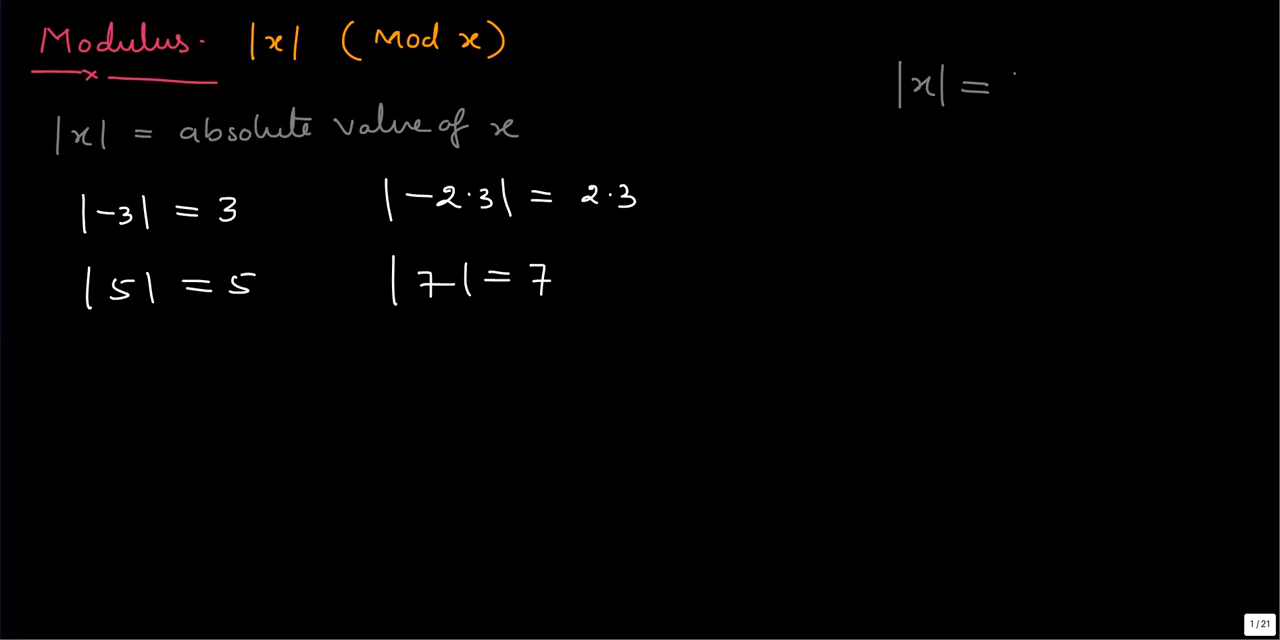 Modulus. |x| (Mod x)
|x| =
|x| = absolute value of x
|-3| = 3 |-2.3| = 2.3
|5| = 5 |7| = 7
1/21